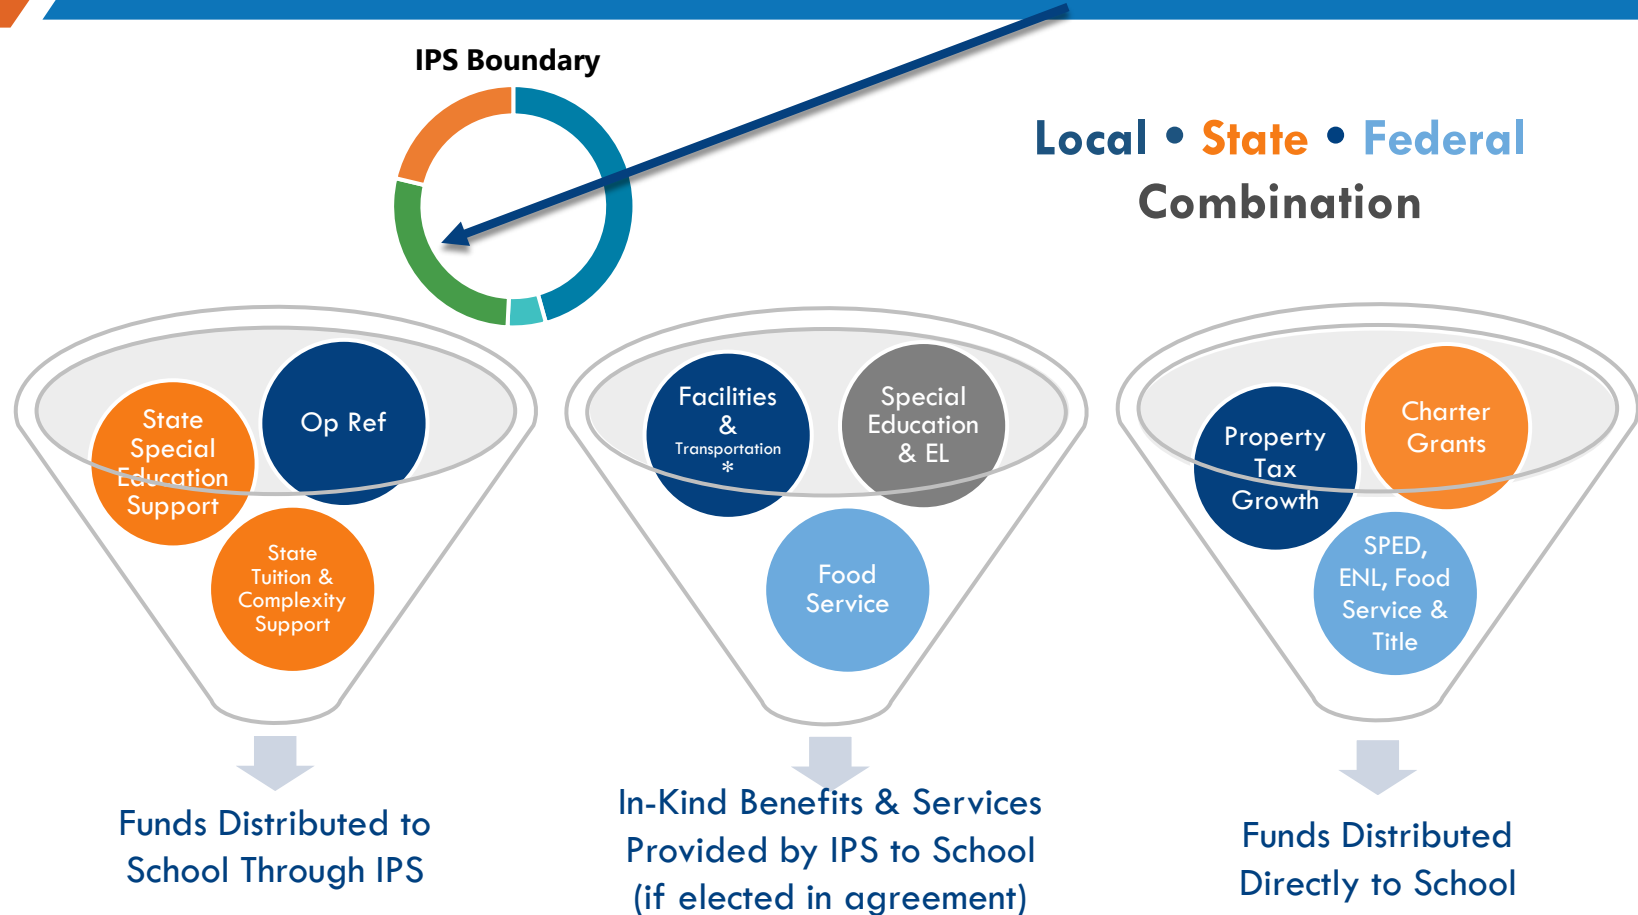 IPS Boundary
Local • State • Federal
Combination
State
Special
Education
Support
Op Ref
State
Tuition &
Complexity
Support
Facilities
&
Transportation
*
Special
Education
& EL
Food
Service
Property
Tax
Growth
Charter
Grants
SPED,
ENL, Food
Service &
Title
Funds Distributed to
School Through IPS
In-Kind Benefits & Services
Provided by IPS to School
(if elected in agreement)
Funds Distributed
Directly to School